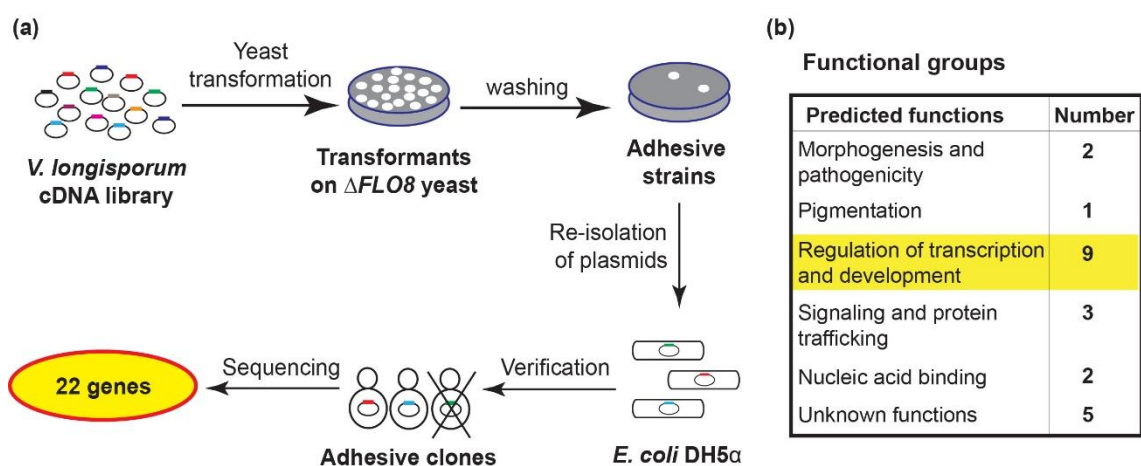 (a)
Yeast
transformation
washing
V. longisporum
cDNA library
Transformants
on ΔFLO8 yeast
Adhesive
strains
Re-isolation
of plasmids
22 genes
Sequencing
Verification
Adhesive clones
E. coli DH5α
(b)
Functional groups
Predicted functions Number
Morphogenesis and
pathogenicity 2
Pigmentation 1
Regulation of transcription
and development 9
Signaling and protein
trafficking 3
Nucleic acid binding 2
Unknown functions 5